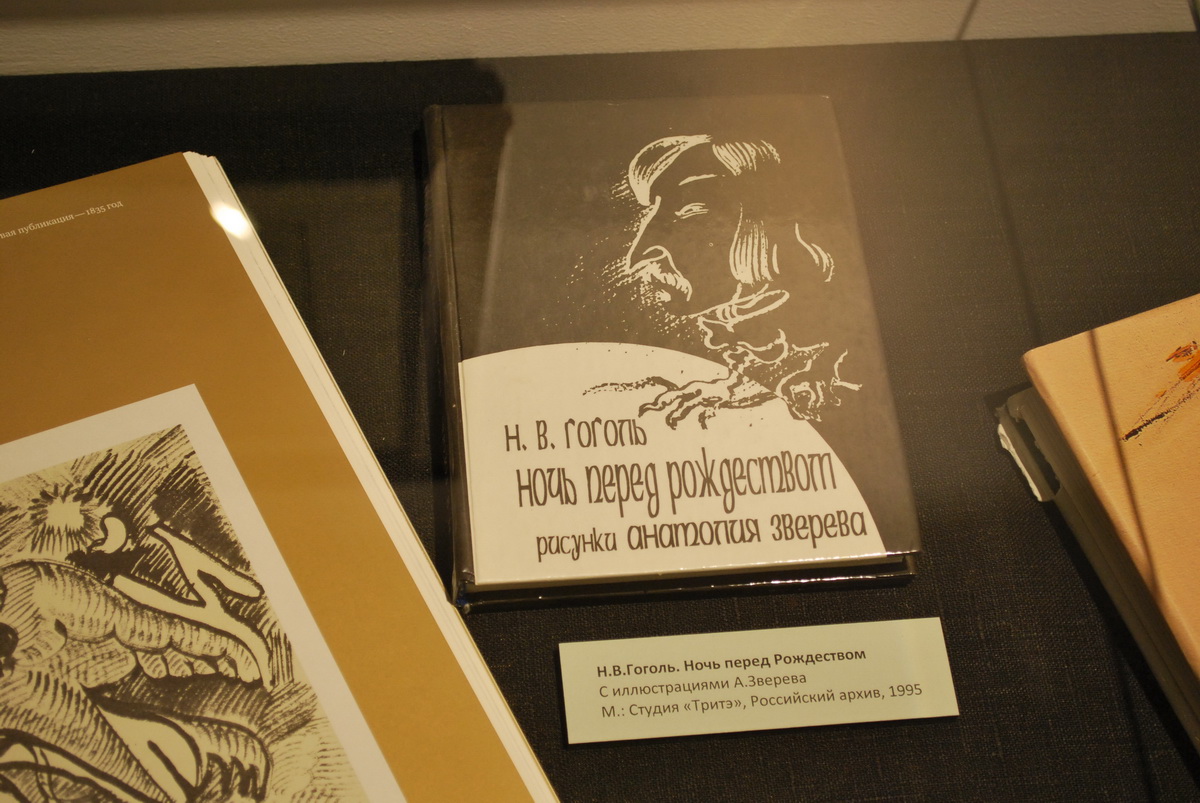 публикация — 1835 год
Н. В. ГОГОЛЬ
НОЧЬ ПЕРЕД РОЖДЕСТВОМ
РИСУНКИ АНАТОЛИЯ ЗВЕРЕВА
Н.В.Гоголь. Ночь перед Рождеством
С иллюстрациями А.Зверева
М.: Студия «Тритэ», Российский архив, 1995